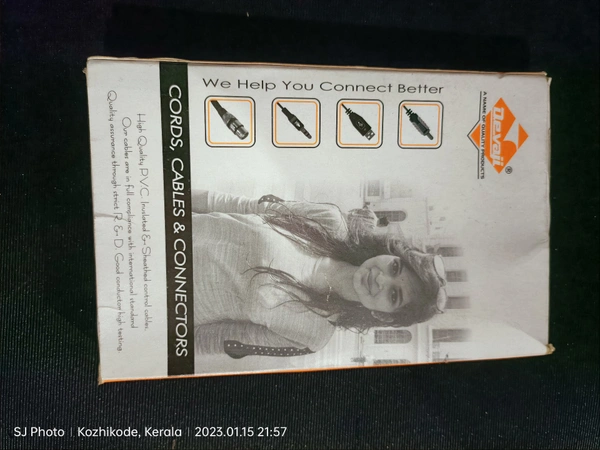 We Help You Connect Better
nevaji®
A NAME OF QUALITY PRODUCTS
CORDS, CABLES & CONNECTORS
High Quality P.V.C. Insulated & Sheathed control cables.
Our cables are in full compliance with international standard
Quality assurance through strict R. & D. Good conductor high testing
SJ Photo | Kozhikode, Kerala | 2023.01.15 21:57